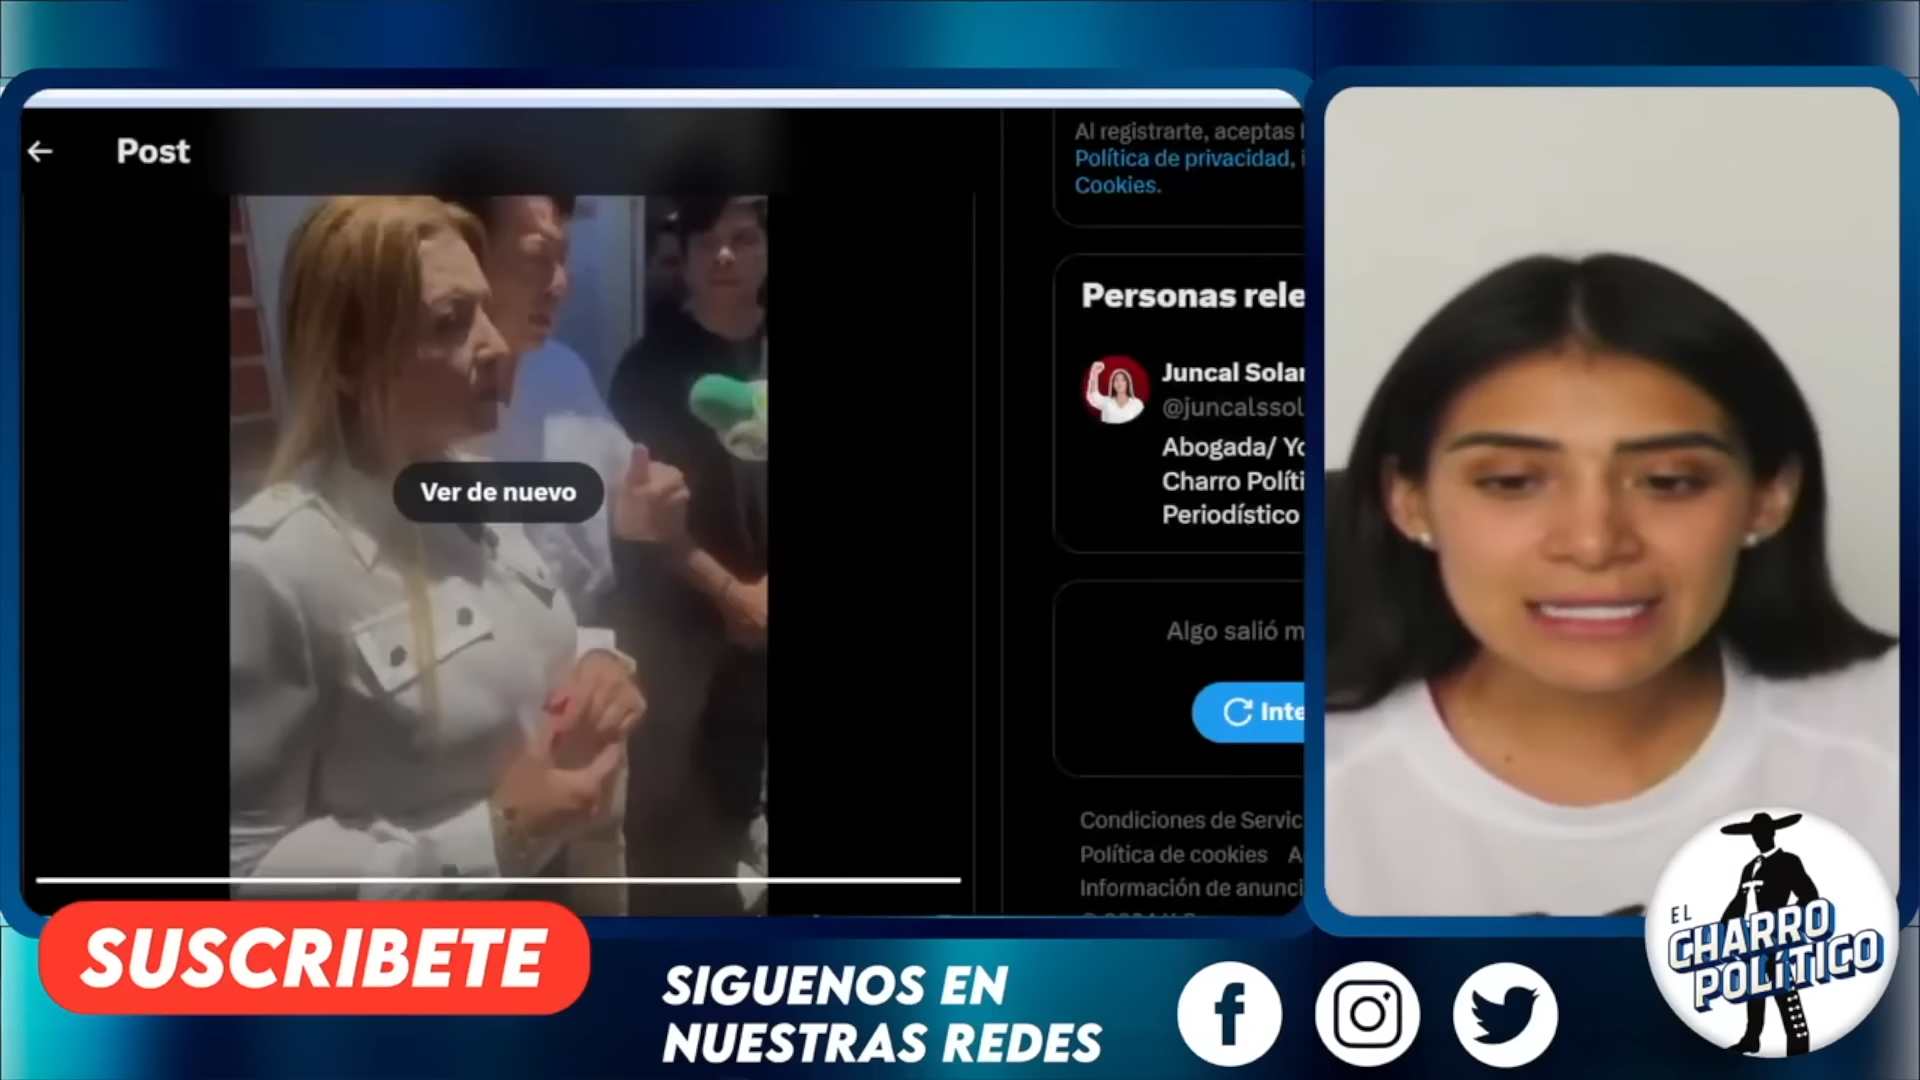 Post
Ver de nuevo
Al registrarte, aceptas
Política de privacidad,
Cookies.
Personas rele
Juncal Solar
@juncalssol
Abogada/ Yo
Charro Políti
Periodístico
Algo salió m
Inte
Condiciones de Servic
Política de cookies A
Información de anunci
SUSCRIBETE
SIGUENOS EN
NUESTRAS REDES
EL
CHARRO
POLÍTICO